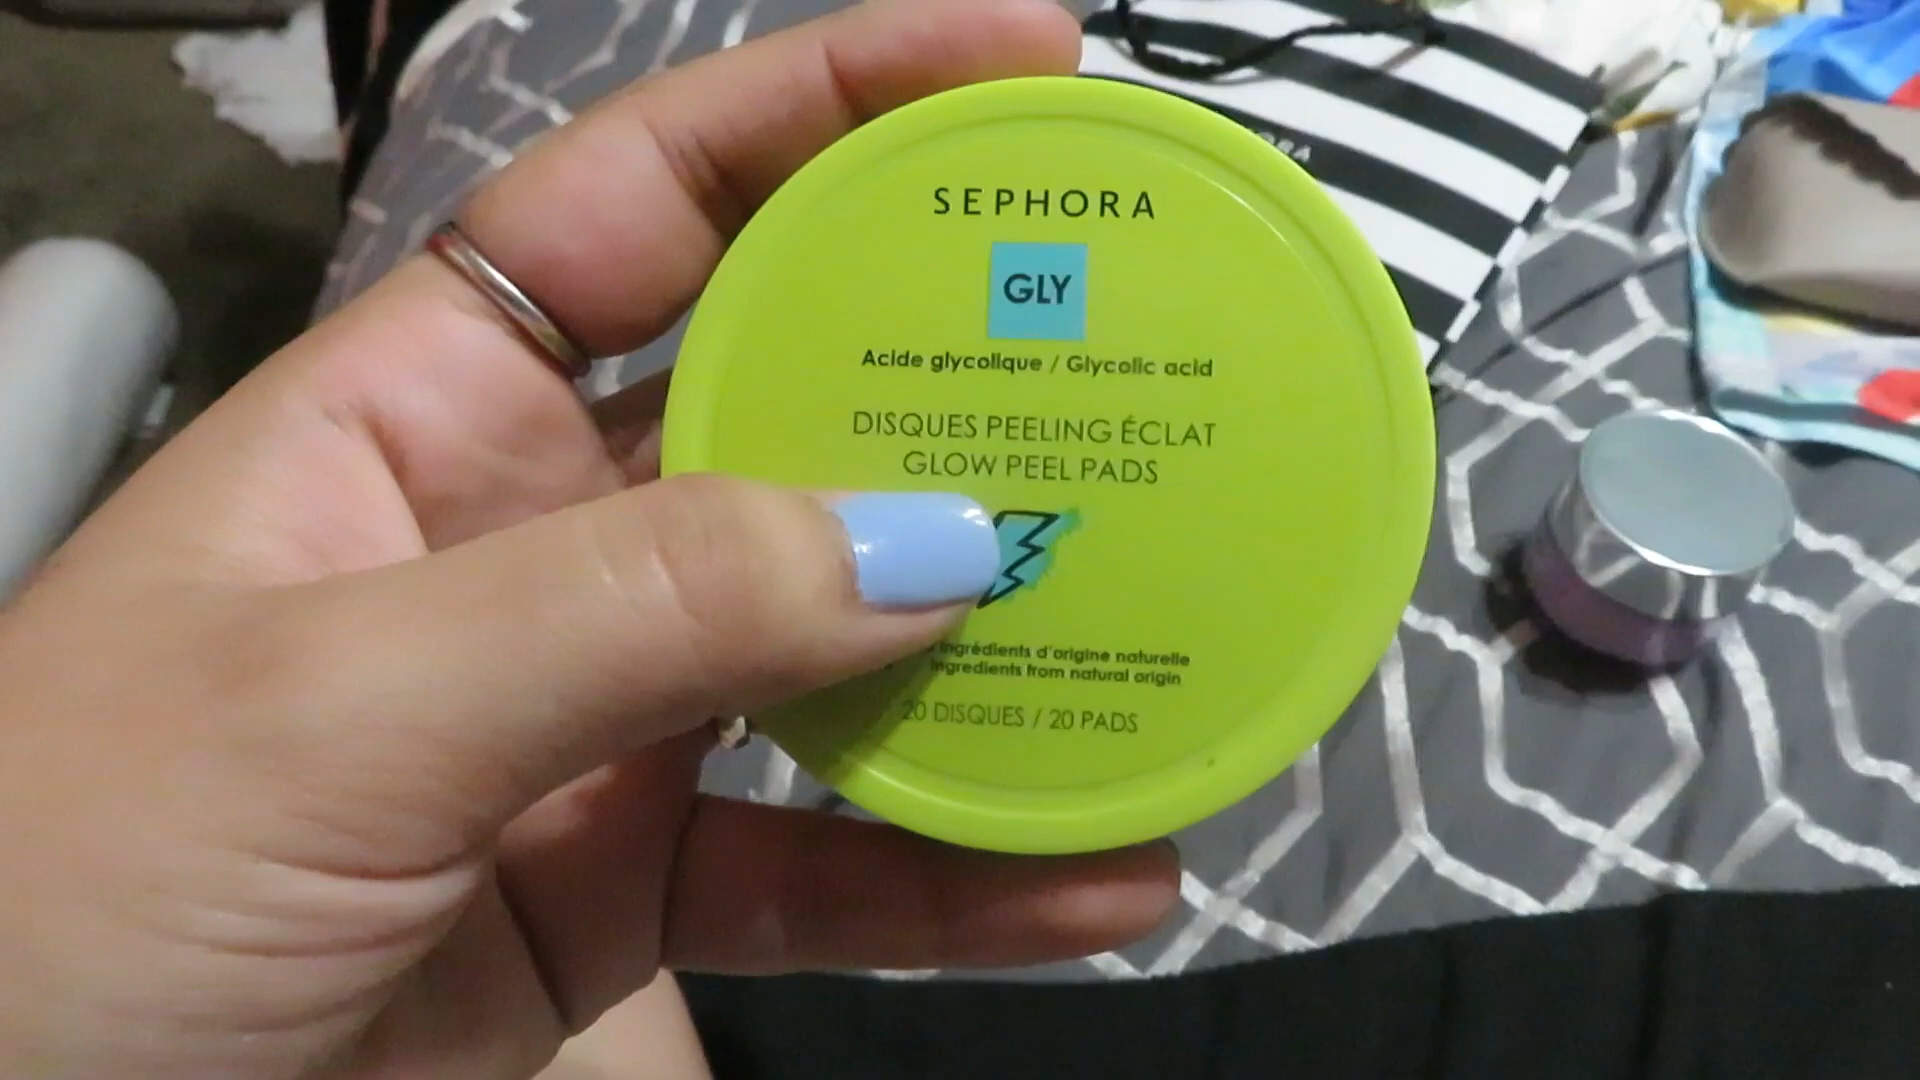 SEPHORA
GLY
Acide glycolique / Glycolic acid
DISQUES PEELING ÉCLAT
GLOW PEEL PADS
ingrédients d'origine naturelle
ingredients from natural origin
20 DISQUES / 20 PADS